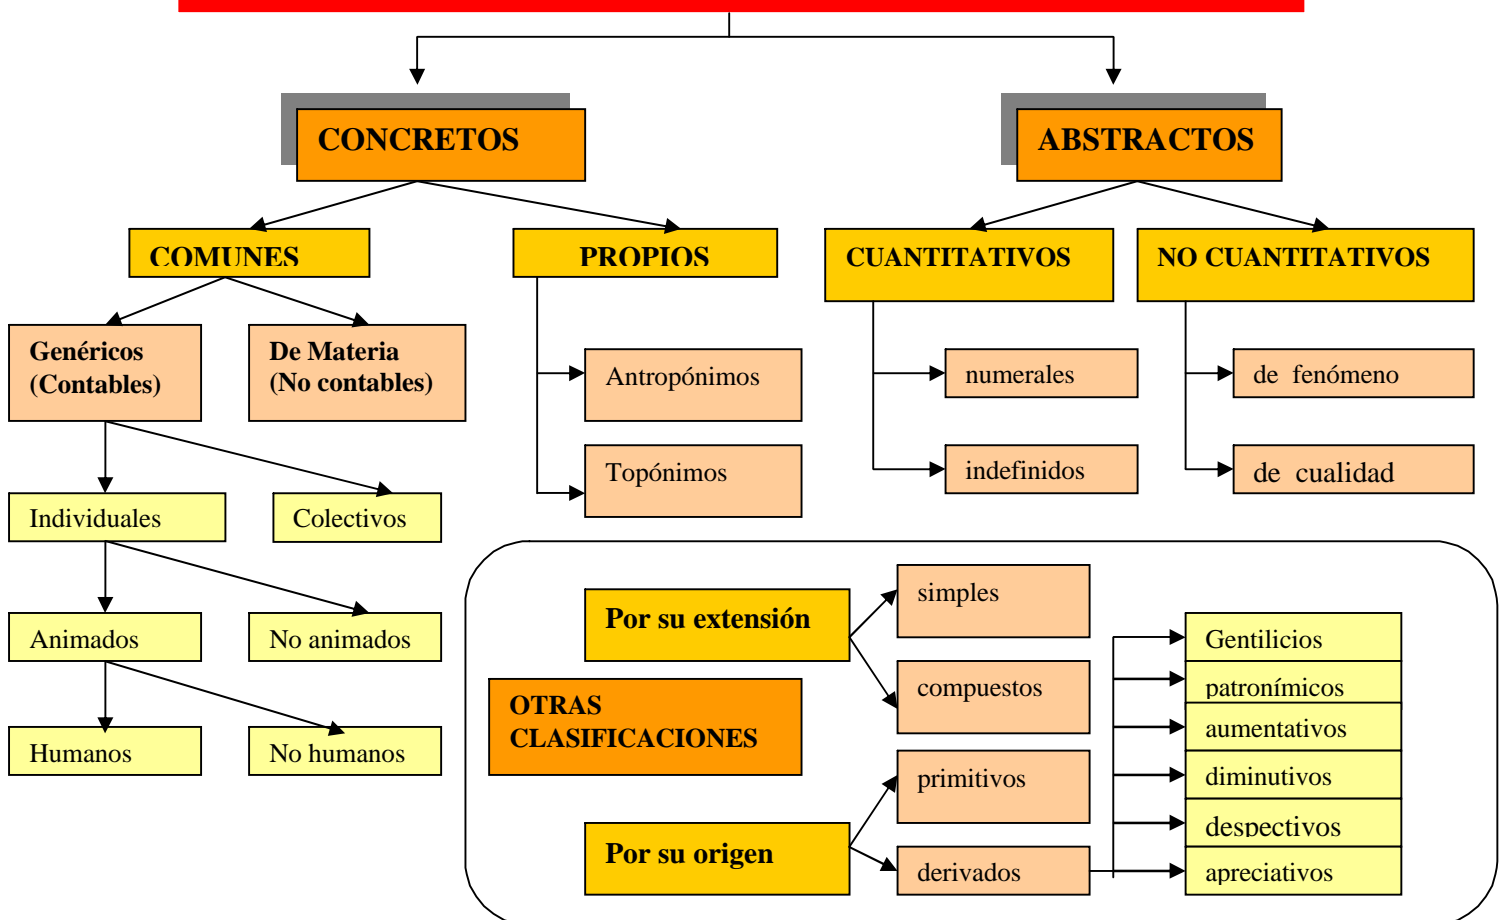 CONCRETOS
ABSTRACTOS
COMUNES
PROPIOS
CUANTITATIVOS
NO CUANTITATIVOS
Genéricos
(Contables)
De Materia
(No contables)
Antropónimos
numerales
de fenómeno
Topónimos
indefinidos
de cualidad
Individuales
Colectivos
Animados
No animados
Humanos
No humanos
Por su extensión
simples
compuestos
OTRAS
CLASIFICACIONES
Por su origen
primitivos
derivados
Gentilicios
patronímicos
aumentativos
diminutivos
despectivos
apreciativos